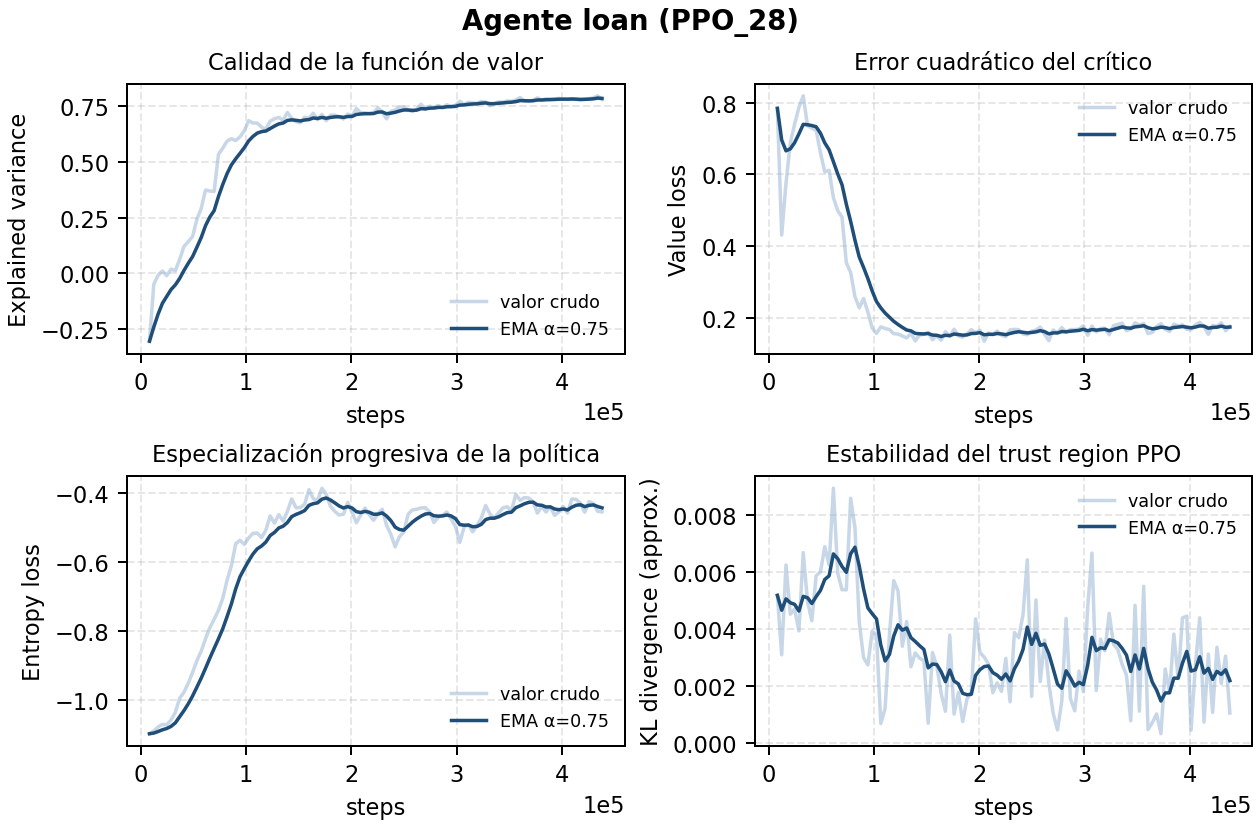 Agente loan (PPO_28)
Calidad de la función de valor
Explained variance
0.75
0.50
0.25
0.00
−0.25
valor crudo
EMA α=0.75
0
1
2
3
4
1e5
steps
Error cuadrático del crítico
Value loss
0.8
0.6
0.4
0.2
valor crudo
EMA α=0.75
0
1
2
3
4
1e5
steps
Especialización progresiva de la política
Entropy loss
−0.4
−0.6
−0.8
−1.0
valor crudo
EMA α=0.75
0
1
2
3
4
1e5
steps
Estabilidad del trust region PPO
KL divergence (approx.)
0.008
0.006
0.004
0.002
0.000
valor crudo
EMA α=0.75
0
1
2
3
4
1e5
steps